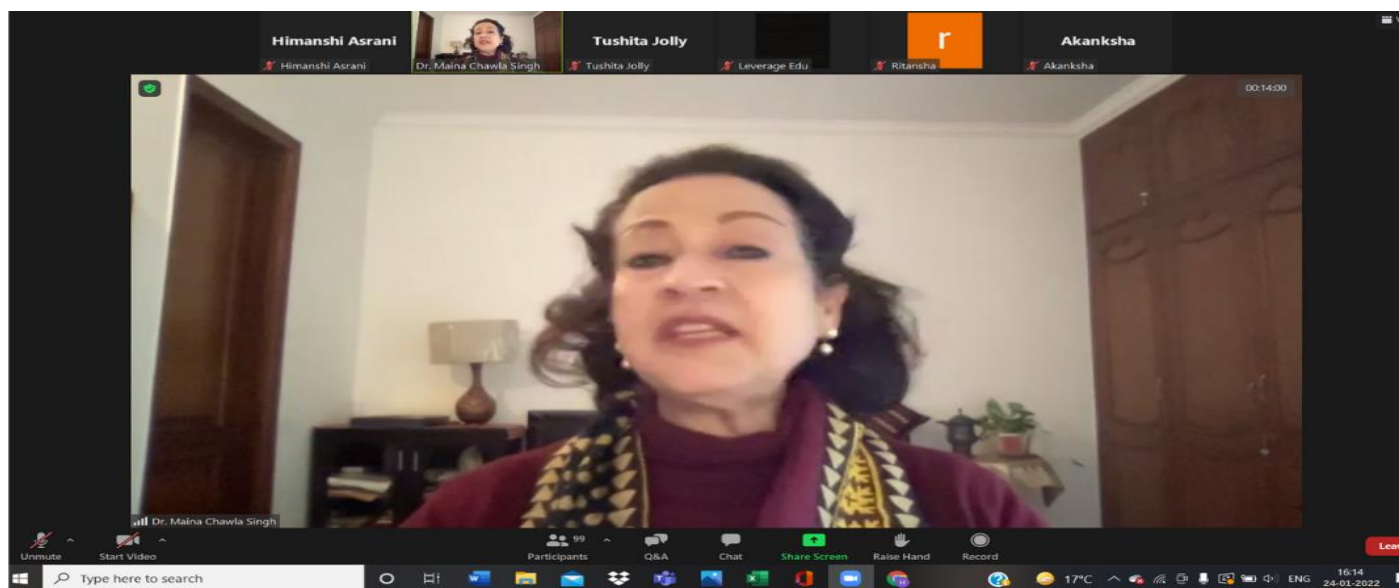 Himanshi Asrani
Tushita Jolly
r
Akanksha
Himanshi Asrani
Dr. Maina Chawla Singh
Tushita Jolly
Leverage Edu
Ritansha
Akanksha
00:14:00
Dr. Maina Chawla Singh
Unmute
Start Video
99
Participants
Q&A
Chat
Share Screen
Raise Hand
Record
Type here to search
17°C
ENG
16:14
24-01-2022